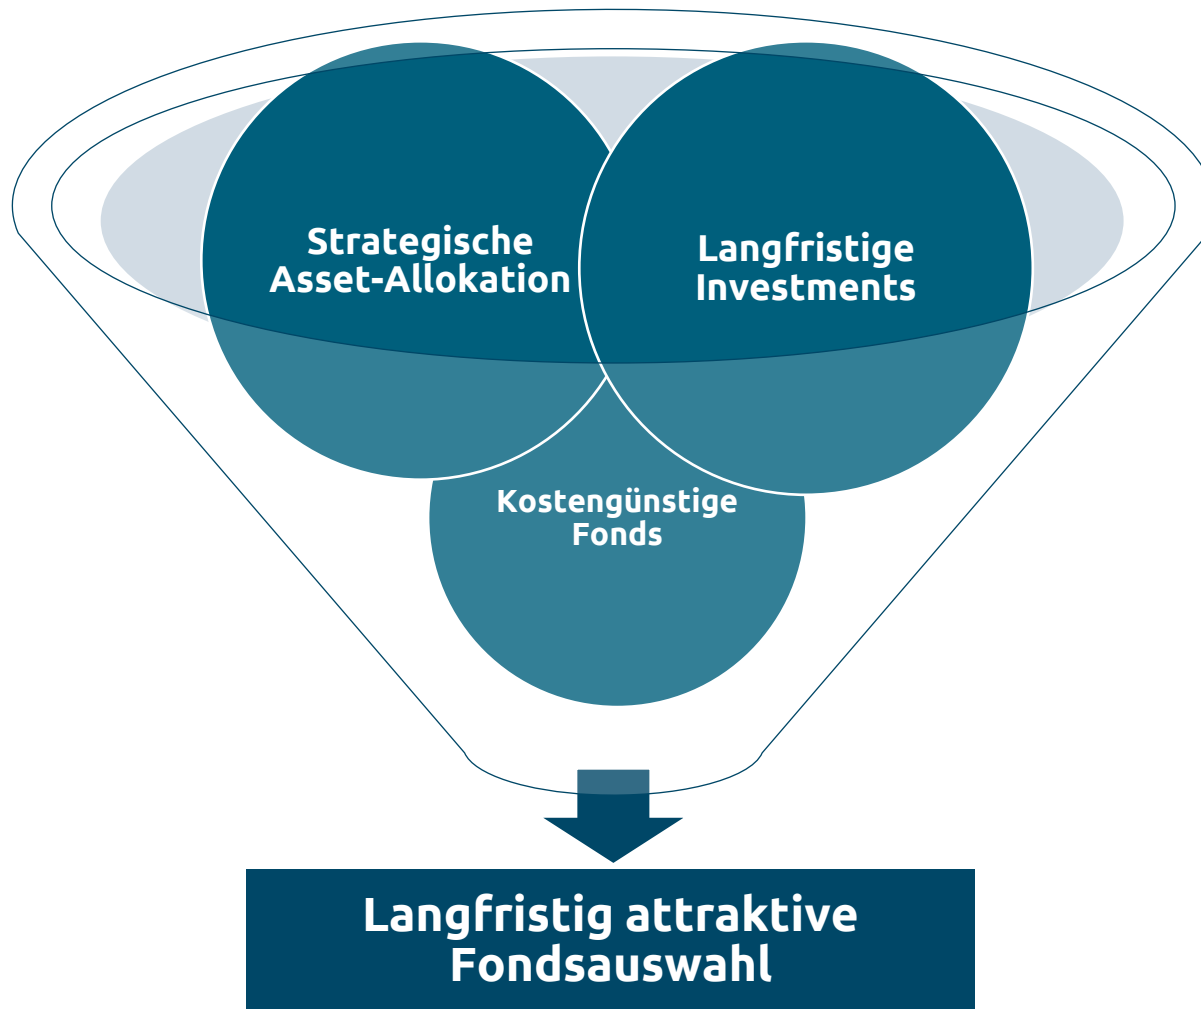 Strategische
Asset-Allokation
Langfristige
Investments
Kostengünstige
Fonds
Langfristig attraktive
Fondsauswahl